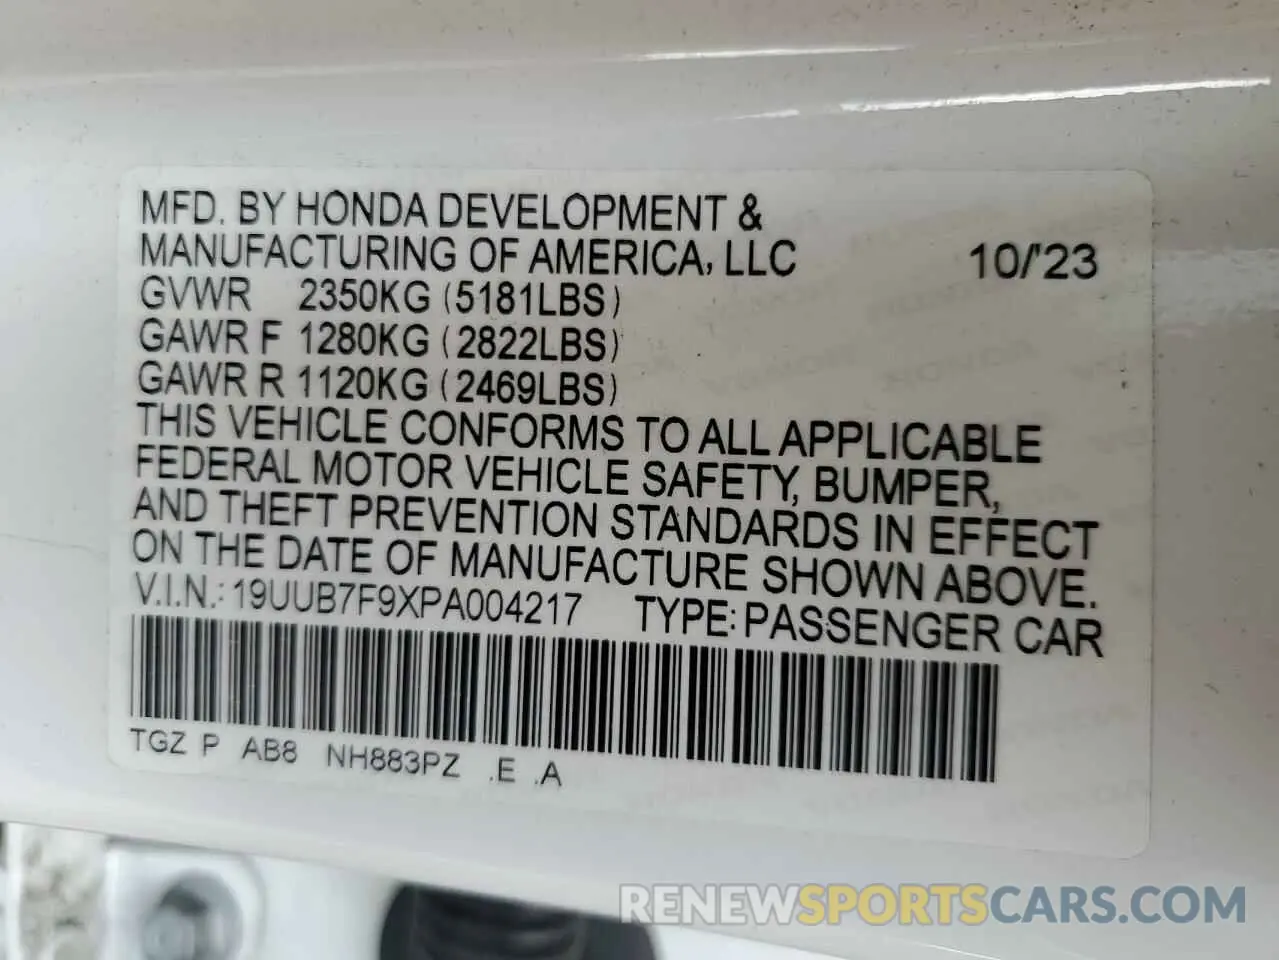 MFD. BY HONDA DEVELOPMENT &
MANUFACTURING OF AMERICA, LLC 10/'23
GVWR 2350KG (5181LBS)
GAWR F 1280KG (2822LBS)
GAWR R 1120KG (2469LBS)
THIS VEHICLE CONFORMS TO ALL APPLICABLE
FEDERAL MOTOR VEHICLE SAFETY, BUMPER,
AND THEFT PREVENTION STANDARDS IN EFFECT
ON THE DATE OF MANUFACTURE SHOWN ABOVE.
V.I.N.: 19UUB7F9XPA004217 TYPE: PASSENGER CAR
TGZ P AB8 NH883PZ .E .A
RENEWSPORTSCARS.COM